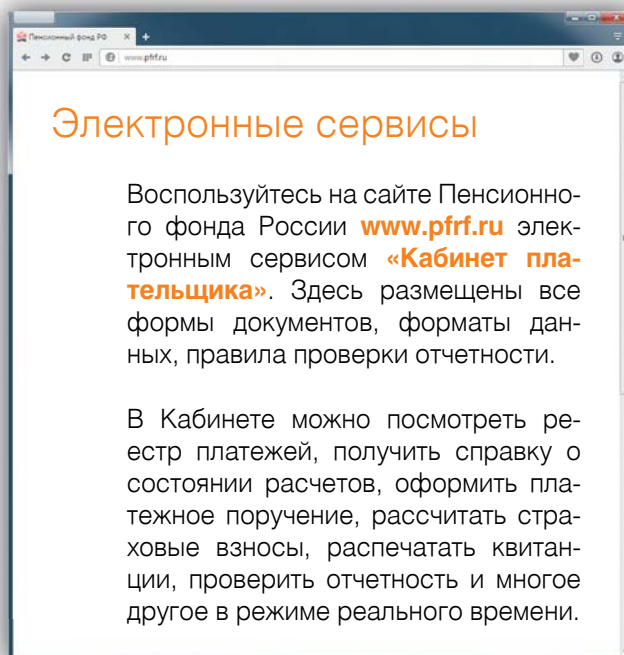 Пенсионный фонд РФ
www.pfrf.ru
Электронные сервисы
Воспользуйтесь на сайте Пенсионно-
го фонда России www.pfrf.ru элек-
тронным сервисом «Кабинет пла-
тельщика». Здесь размещены все
формы документов, форматы дан-
ных, правила проверки отчетности.
В Кабинете можно посмотреть ре-
естр платежей, получить справку о
состоянии расчетов, оформить пла-
тежное поручение, рассчитать стра-
ховые взносы, распечатать квитан-
ции, проверить отчетность и многое
другое в режиме реального времени.